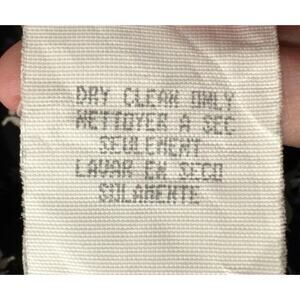 DRY CLEAN ONLY
NETTOYER A SEC
SEULEMENT
LAVAR EN SECO
SOLAMENTE